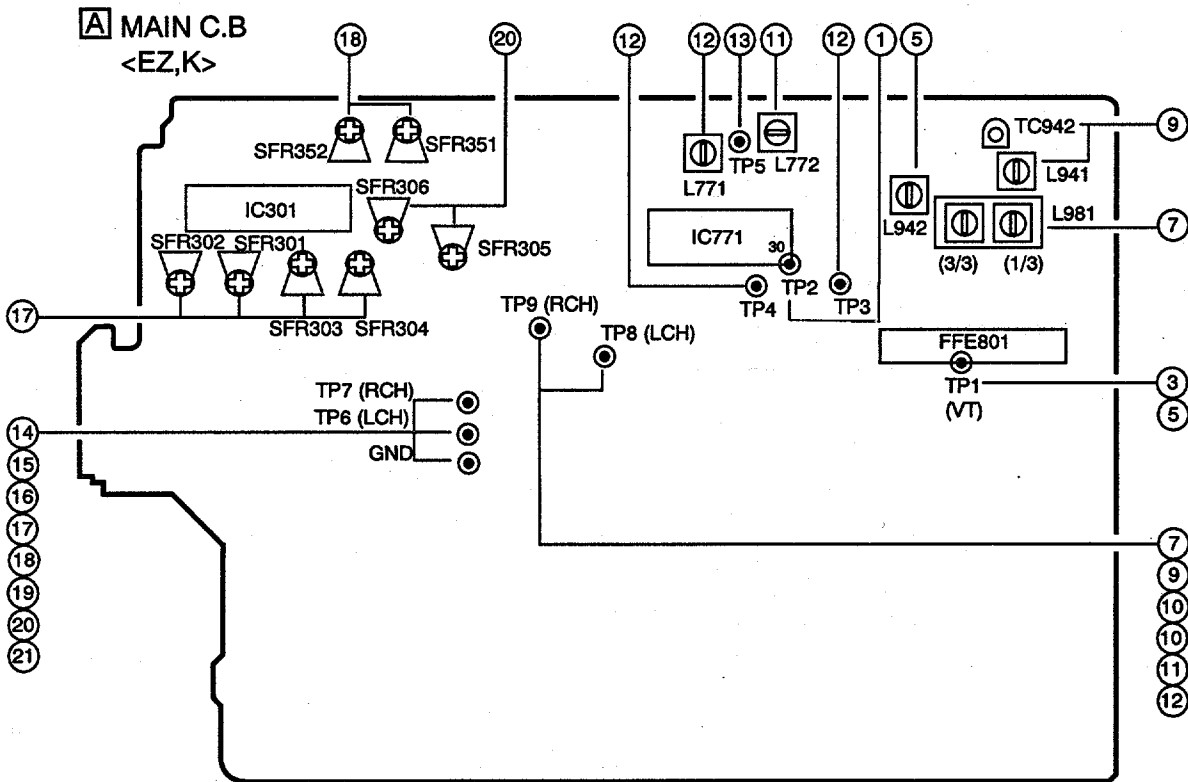 A MAIN C.B
<EZ,K>
18
20
12
12
13
11
12
1
5
SFR352
SFR351
TP5
L772
TC942
9
L771
L941
SFR306
IC301
L942
L981
7
IC771
30
SFR302
SFR301
SFR305
(3/3)
(1/3)
TP4
TP2
TP3
17
SFR303
SFR304
TP9 (RCH)
TP8 (LCH)
FFE801
TP1
(VT)
3
5
TP7 (RCH)
TP6 (LCH)
GND
14
15
16
17
18
19
20
21
7
9
10
10
11
12